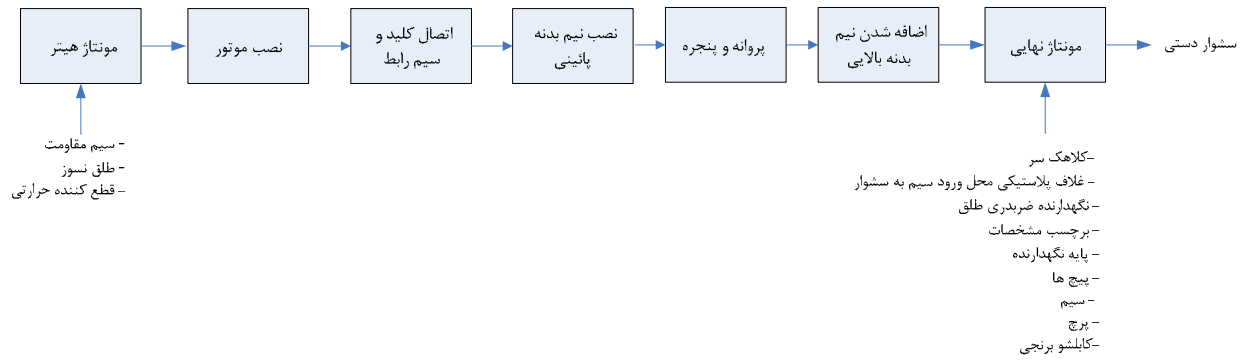 مونتاژ هیتر
نصب موتور
اتصال کلید و
سیم رابط
نصب نیم بدنه
پائینی
پروانه و پنجره
اضافه شدن نیم
بدنه بالایی
مونتاژ نهایی
سشوار دستی
- سیم مقاومت
- طلق نسوز
- قطع کننده حرارتی
-کلاهک سر
- غلاف پلاستیکی محل ورود سیم به سشوار
- نگهدارنده ضربدری طلق
- برچسب مشخصات
- پایه نگهدارنده
- پیچ ها
- سیم
- پرچ
-کابلشو برنجی